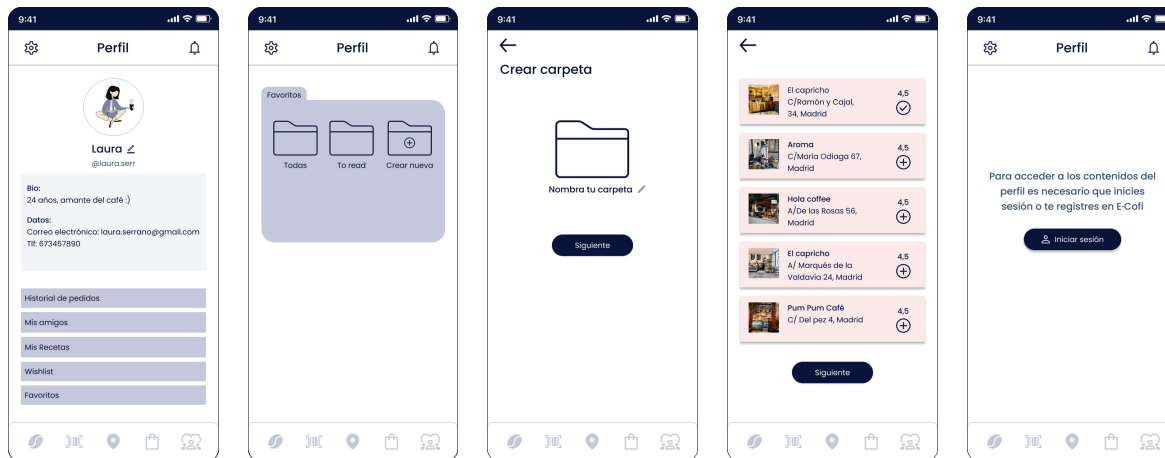 9:41
Perfil
Laura
@laura.serr
Bio:
24 años, amante del café :)
Datos:
Correo electrónico: laura.serrano@gmail.com
Tlf: 673457890
Historial de pedidos
Mis amigos
Mis Recetas
Wishlist
Favoritos
9:41
Perfil
Favoritos
Todas
To read
Crear nueva
9:41
Crear carpeta
Nombra tu carpeta
Siguiente
9:41
El capricho
C/Ramón y Cajal,
34, Madrid
4,5
Aroma
C/Maria Odiaga 67,
Madrid
4,5
Hola coffee
A/De las Rosas 56,
Madrid
4,5
El capricho
A/ Marqués de la
Valdavia 24, Madrid
4,5
Pum Pum Café
C/ Del pez 4, Madrid
4,5
Siguiente
9:41
Perfil
Para acceder a los contenidos del
perfil es necesario que inicies
sesión o te registres en E-Cofi
Iniciar sesión